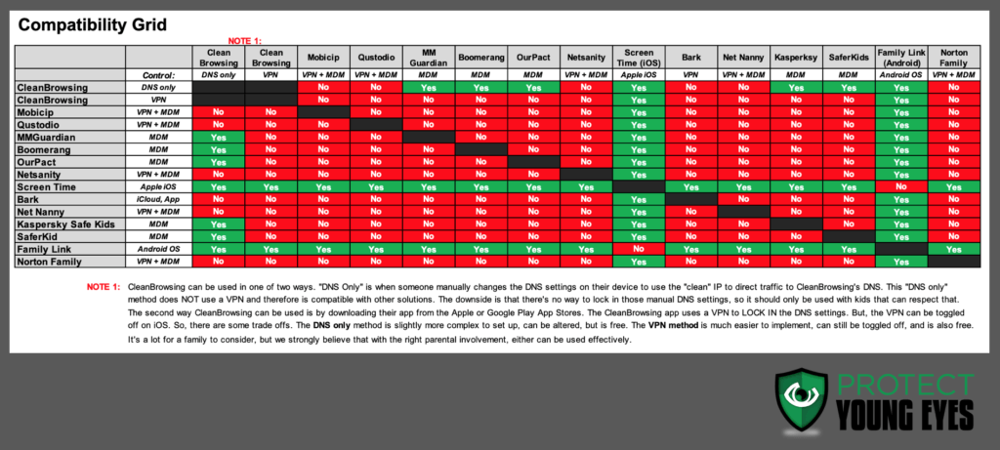 Compatibility Grid
NOTE 1:
Clean Browsing Clean Browsing Mobicip Qustodio MM Guardian Boomerang OurPact Netsanity Screen Time (iOS) Bark Net Nanny Kasperksy SaferKids Family Link (Android) Norton Family
Control: DNS only VPN VPN + MDM VPN + MDM MDM MDM MDM VPN + MDM Apple iOS VPN VPN + MDM MDM MDM Android OS VPN + MDM
CleanBrowsing DNS only No No Yes Yes Yes No Yes No No Yes Yes Yes No
CleanBrowsing VPN No No No No No No Yes No No No No Yes No
Mobicip VPN + MDM No No No No No No No Yes No No No No Yes No
Qustodio VPN + MDM No No No No No No No Yes No No No No Yes No
MMGuardian MDM Yes No No No No No No Yes No No No No Yes No
Boomerang MDM Yes No No No No No No Yes No No No No Yes No
OurPact MDM Yes No No No No No No Yes No No No No Yes No
Netsanity VPN + MDM No No No No No No No Yes No No No No Yes No
Screen Time Apple iOS Yes Yes Yes Yes Yes Yes Yes Yes Yes Yes Yes Yes No Yes
Bark iCloud, App No No No No No No No No Yes No No No Yes No
Net Nanny VPN + MDM No No No No No No No No Yes No No No Yes No
Kaspersky Safe Kids MDM Yes No No No No No No No Yes No No No Yes No
SaferKid MDM Yes No No No No No No No Yes No No No Yes No
Family Link Android OS Yes Yes Yes Yes Yes Yes Yes Yes No Yes Yes Yes Yes Yes
Norton Family VPN + MDM No No No No No No No No Yes No No No No Yes
NOTE 1: CleanBrowsing can be used in one of two ways. "DNS Only" is when someone manually changes the DNS settings on their device to use the "clean" IP to direct traffic to CleanBrowsing's DNS. This "DNS only"
method does NOT use a VPN and therefore is compatible with other solutions. The downside is that there's no way to lock in those manual DNS settings, so it should only be used with kids that can respect that.
The second way CleanBrowsing can be used is by downloading their app from the Apple or Google Play App Stores. The CleanBrowsing app uses a VPN to LOCK IN the DNS settings. But, the VPN can be toggled
off on iOS. So, there are some trade offs. The DNS only method is slightly more complex to set up, can be altered, but is free. The VPN method is much easier to implement, can still be toggled off, and is also free.
It's a lot for a family to consider, but we strongly believe that with the right parental involvement, either can be used effectively.
PROTECT
YOUNG EYES